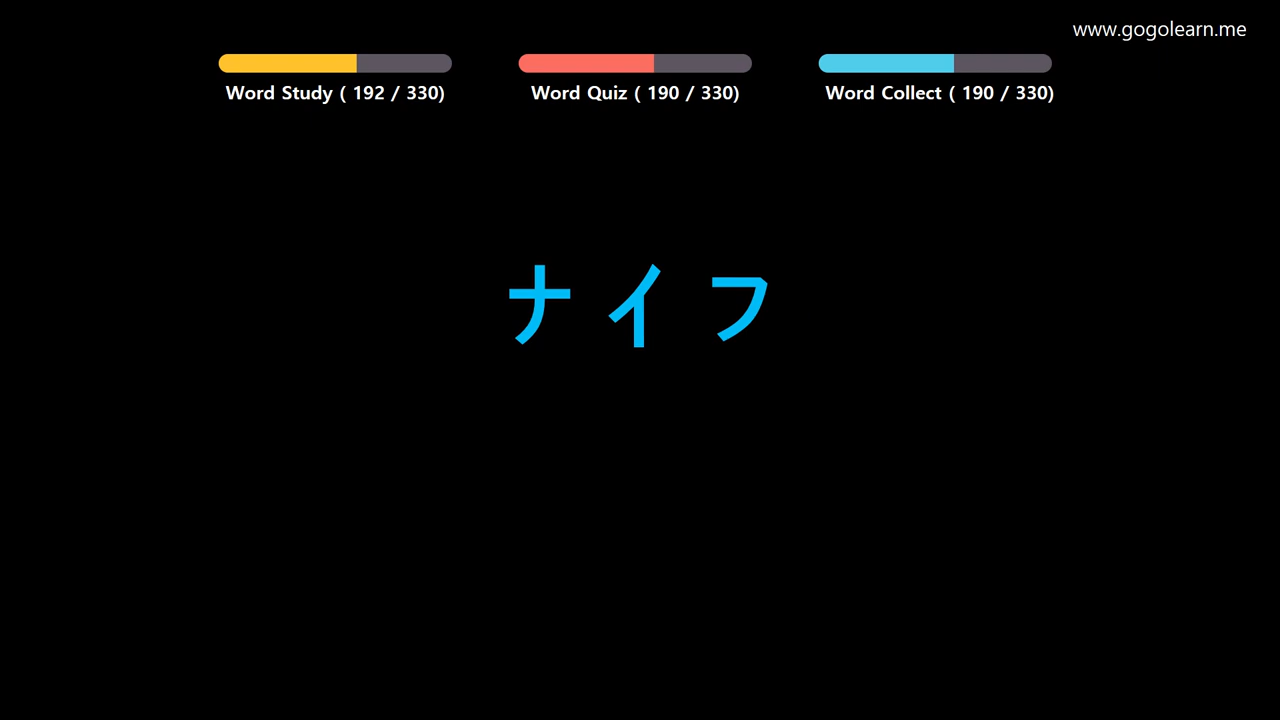 www.gogolearn.me
Word Study ( 192 / 330)
Word Quiz ( 190 / 330)
Word Collect ( 190 / 330)
ナイフ